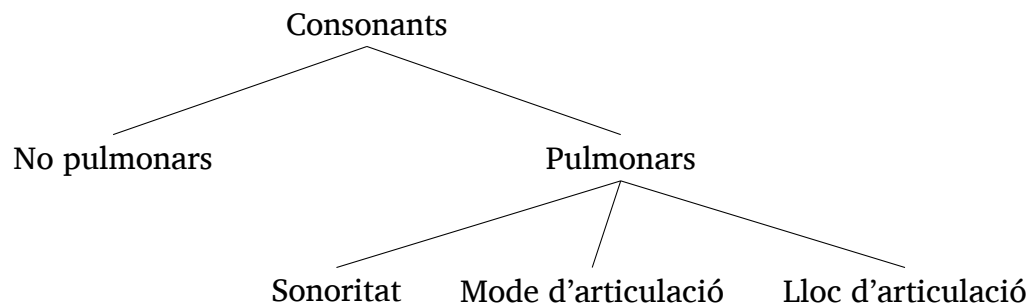 Consonants
No pulmonars Pulmonars
Sonoritat Mode d'articulació Lloc d'articulació